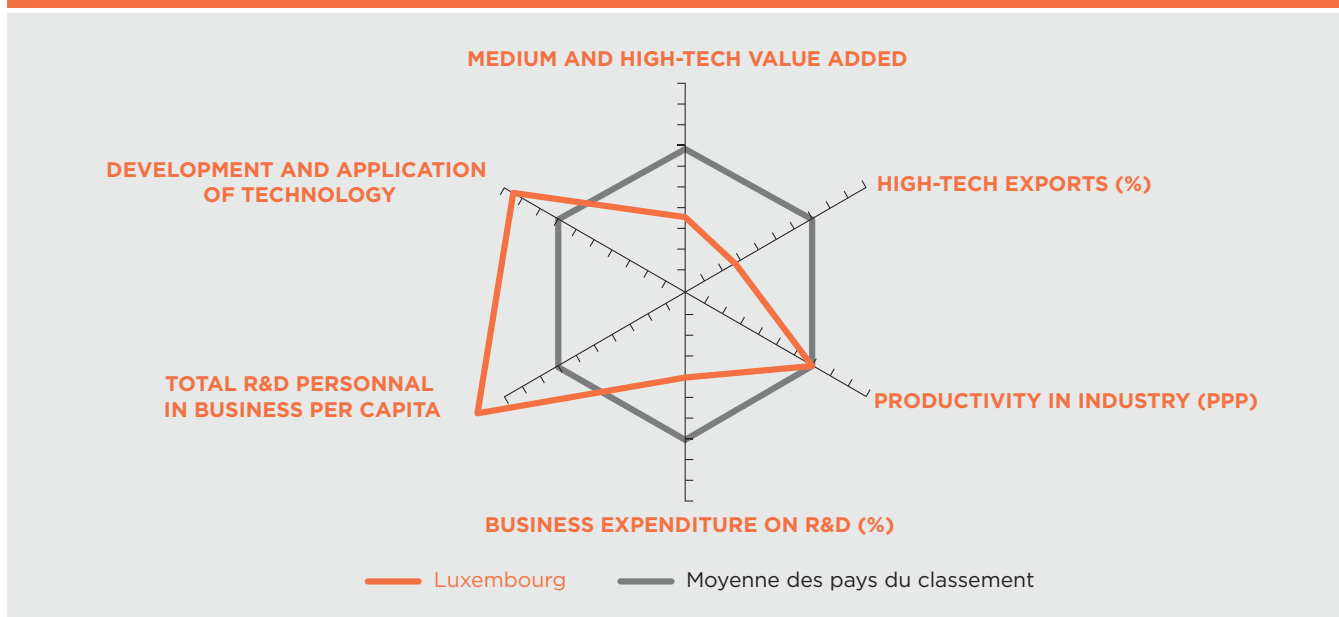 MEDIUM AND HIGH-TECH VALUE ADDED
DEVELOPMENT AND APPLICATION
OF TECHNOLOGY
HIGH-TECH EXPORTS (%)
TOTAL R&D PERSONNAL
IN BUSINESS PER CAPITA
PRODUCTIVITY IN INDUSTRY (PPP)
BUSINESS EXPENDITURE ON R&D (%)
Luxembourg
Moyenne des pays du classement